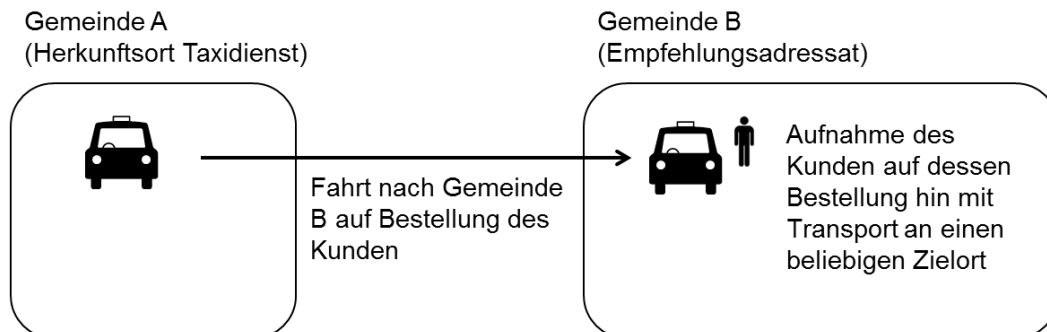 Gemeinde A
(Herkunftsort Taxidienst)
Gemeinde B
(Empfehlungsadressat)
Fahrt nach Gemeinde
B auf Bestellung des
Kunden
Aufnahme des
Kunden auf dessen
Bestellung hin mit
Transport an einen
beliebigen Zielort